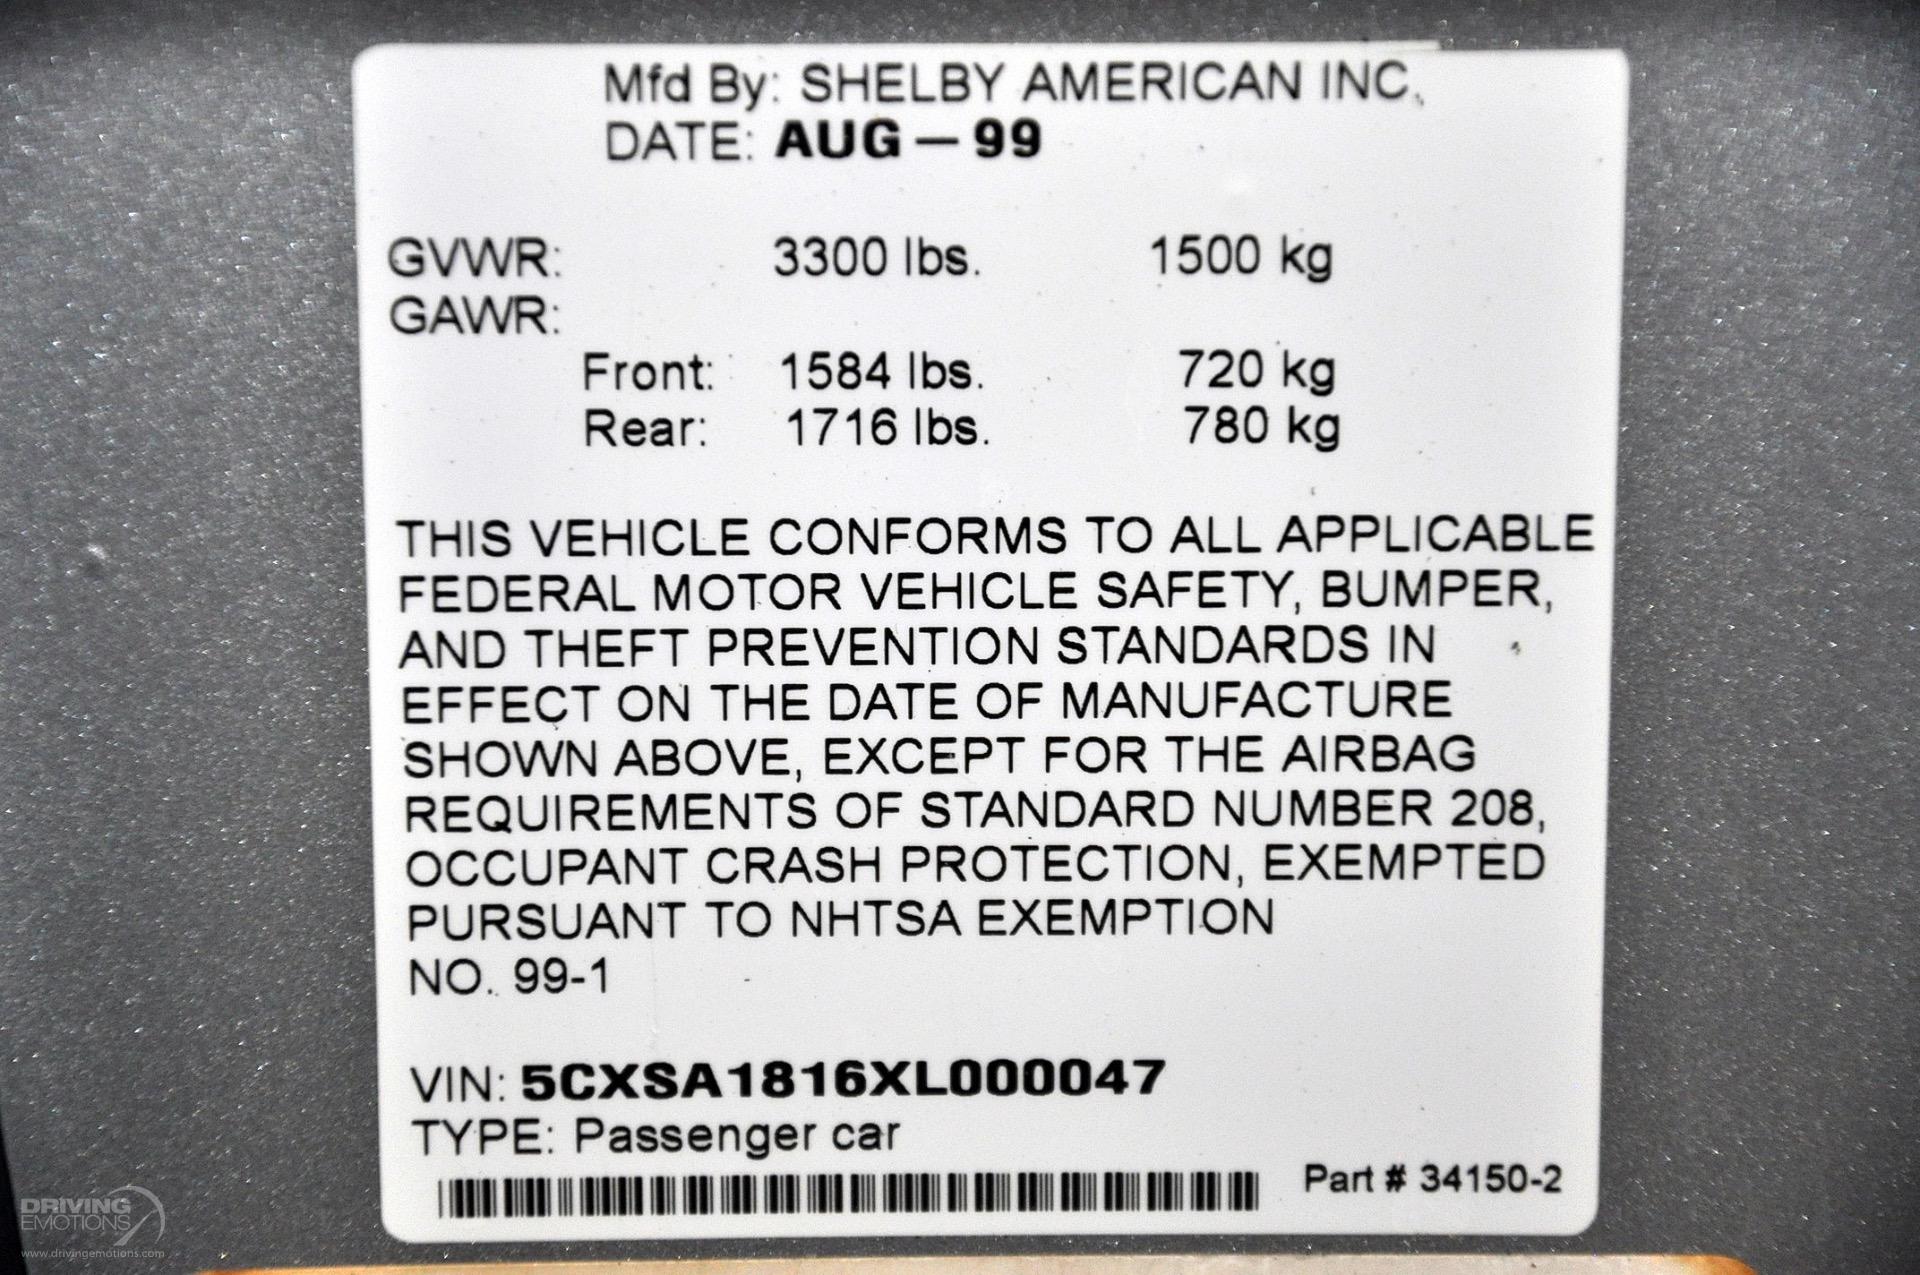 Mfd By: SHELBY AMERICAN INC.
DATE: AUG — 99
GVWR: 3300 lbs. 1500 kg
GAWR:
Front: 1584 lbs. 720 kg
Rear: 1716 lbs. 780 kg
THIS VEHICLE CONFORMS TO ALL APPLICABLE
FEDERAL MOTOR VEHICLE SAFETY, BUMPER,
AND THEFT PREVENTION STANDARDS IN
EFFECT ON THE DATE OF MANUFACTURE
SHOWN ABOVE, EXCEPT FOR THE AIRBAG
REQUIREMENTS OF STANDARD NUMBER 208,
OCCUPANT CRASH PROTECTION, EXEMPTED
PURSUANT TO NHTSA EXEMPTION
NO. 99-1
VIN: 5CXSA1816XL000047
TYPE: Passenger car
Part # 34150-2
DRIVING
EMOTIONS
www.drivingemotions.com